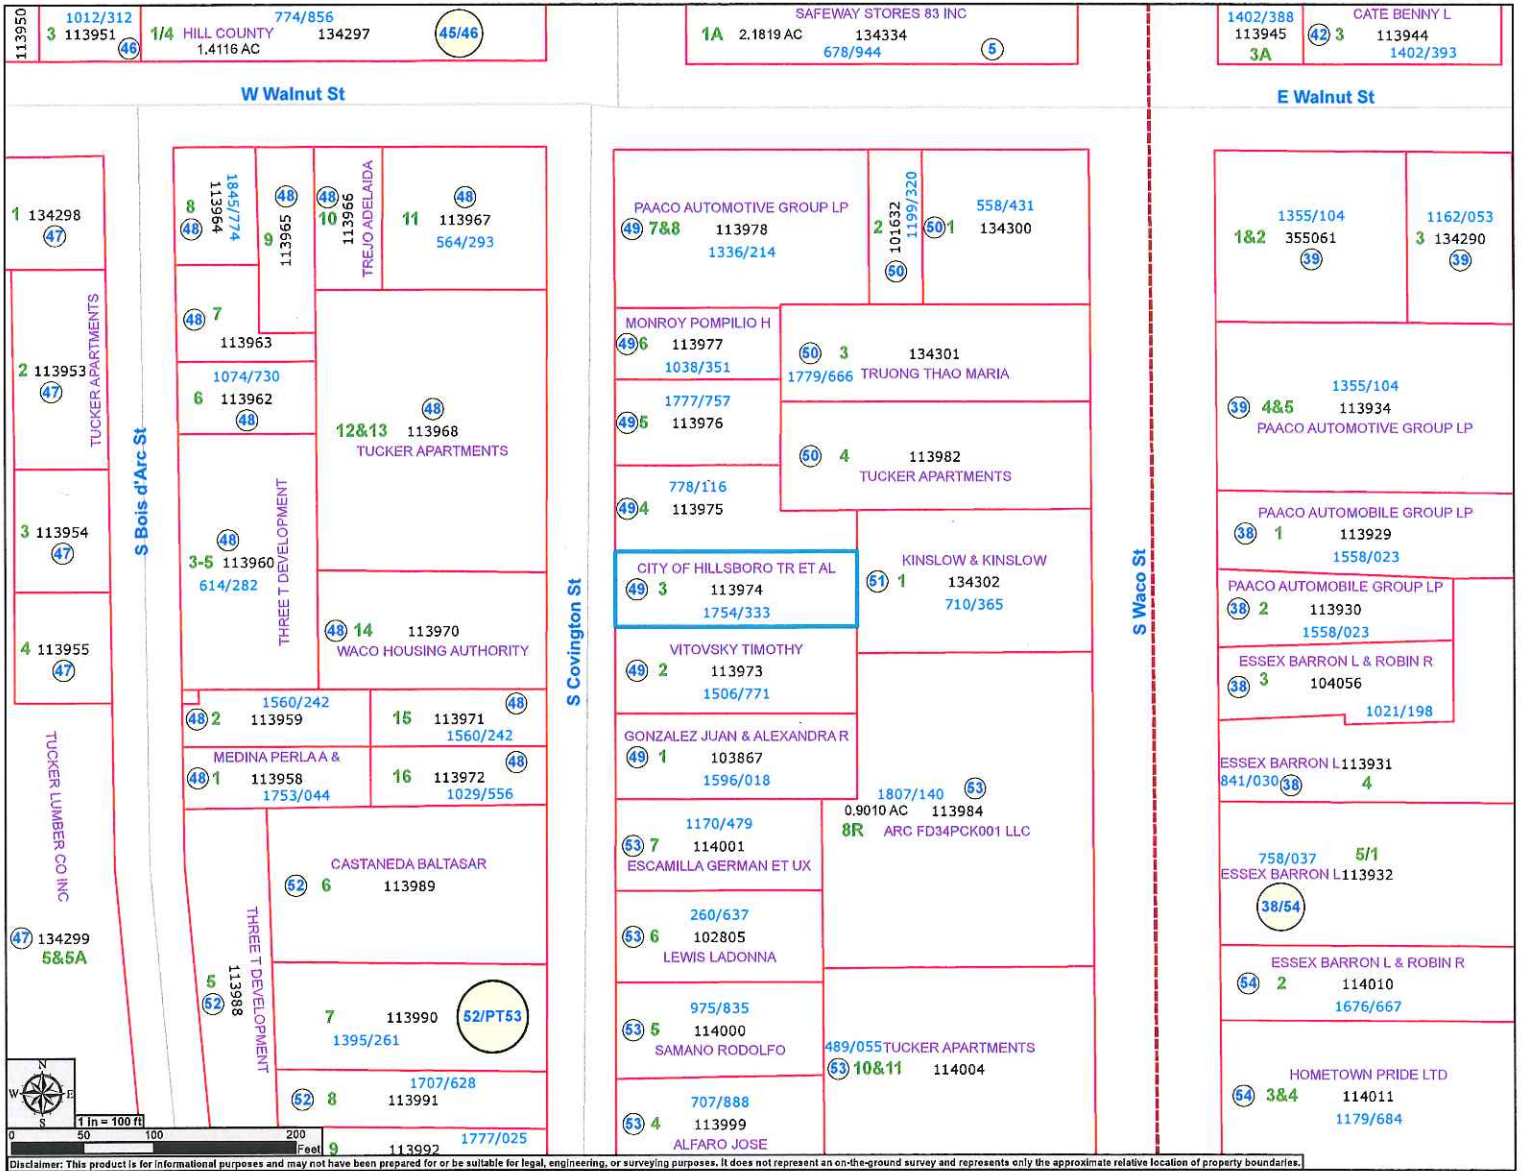 113950
1012/312
3 113951
46
774/856
1/4 HILL COUNTY 134297
1.4116 AC
45/46
SAFEWAY STORES 83 INC
1A 2.1819 AC 134334
678/944 5
1402/388
113945
3A
CATE BENNY L
42 3 113944
1402/393
W Walnut St
E Walnut St
1 134298
47
2 113953
47
TUCKER APARTMENTS
3 113954
47
4 113955
47
TUCKER LUMBER CO INC
47 134299
5&5A
S Bois d'Arc St
8
48
113964
1845/774
48
9
113965
48
10
113966
TREJO ADELAIDA
48
11 113967
564/293
48 7
113963
1074/730
6 113962
48
12&13 48
113968
TUCKER APARTMENTS
48
3-5 113960
614/282
THREE T DEVELOPMENT
48 14 113970
WACO HOUSING AUTHORITY
1560/242
48 2 113959
48
15 113971
1560/242
MEDINA PERLA A &
48 1 113958
1753/044
48
16 113972
1029/556
CASTANEDA BALTASAR
52 6 113989
5
52
113988
THREE T DEVELOPMENT
7 113990
1395/261
52/PT53
1707/628
52 8 113991
1777/025
9 113992
S Covington St
PAACO AUTOMOTIVE GROUP LP
49 7&8 113978
1336/214
2
101632
1199/320
50
558/431
50 1 134300
MONROY POMPILIO H
49 6 113977
1038/351
50 3 134301
1779/666 TRUONG THAO MARIA
1777/757
49 5 113976
50 4 113982
TUCKER APARTMENTS
778/116
49 4 113975
CITY OF HILLSBORO TR ET AL
49 3 113974
1754/333
KINSLOW & KINSLOW
51 1 134302
710/365
VITOVSKY TIMOTHY
49 2 113973
1506/771
GONZALEZ JUAN & ALEXANDRA R
49 1 103867
1596/018
1807/140 53
0.9010 AC 113984
8R ARC FD34PCK001 LLC
1170/479
53 7 114001
ESCAMILLA GERMAN ET UX
260/637
53 6 102805
LEWIS LADONNA
975/835
53 5 114000
SAMANO RODOLFO
489/055 TUCKER APARTMENTS
53 10&11 114004
707/888
53 4 113999
ALFARO JOSE
S Waco St
1355/104
1&2 355061
39
1162/053
3 134290
39
1355/104
39 4&5 113934
PAACO AUTOMOTIVE GROUP LP
PAACO AUTOMOBILE GROUP LP
38 1 113929
1558/023
PAACO AUTOMOBILE GROUP LP
38 2 113930
1558/023
ESSEX BARRON L & ROBIN R
38 3 104056
1021/198
ESSEX BARRON L 113931
841/030 38 4
758/037 5/1
ESSEX BARRON L 113932
38/54
ESSEX BARRON L & ROBIN R
54 2 114010
1676/667
HOMETOWN PRIDE LTD
54 3&4 114011
1179/684
N
W E
S
1 in = 100 ft
0 50 100 200
Feet
Disclaimer: This product is for informational purposes and may not have been prepared for or be suitable for legal, engineering, or surveying purposes. It does not represent an on-the-ground survey and represents only the approximate relative location of property boundaries.